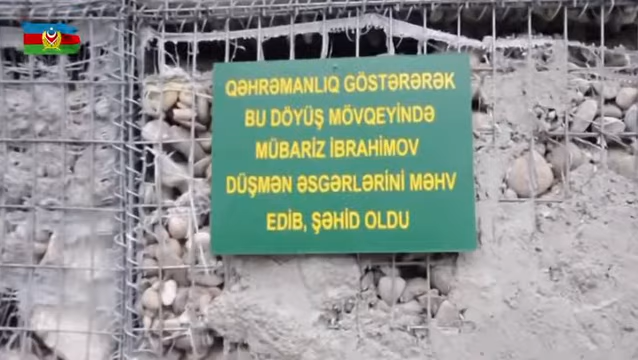 QƏHRƏMANLIQ GÖSTƏRƏRƏK
BU DÖYÜŞ MÖVQEYİNDƏ
MÜBARİZ İBRAHİMOV
DÜŞMƏN ƏSGƏRLƏRİNİ MƏHV
EDİB, ŞƏHİD OLDU